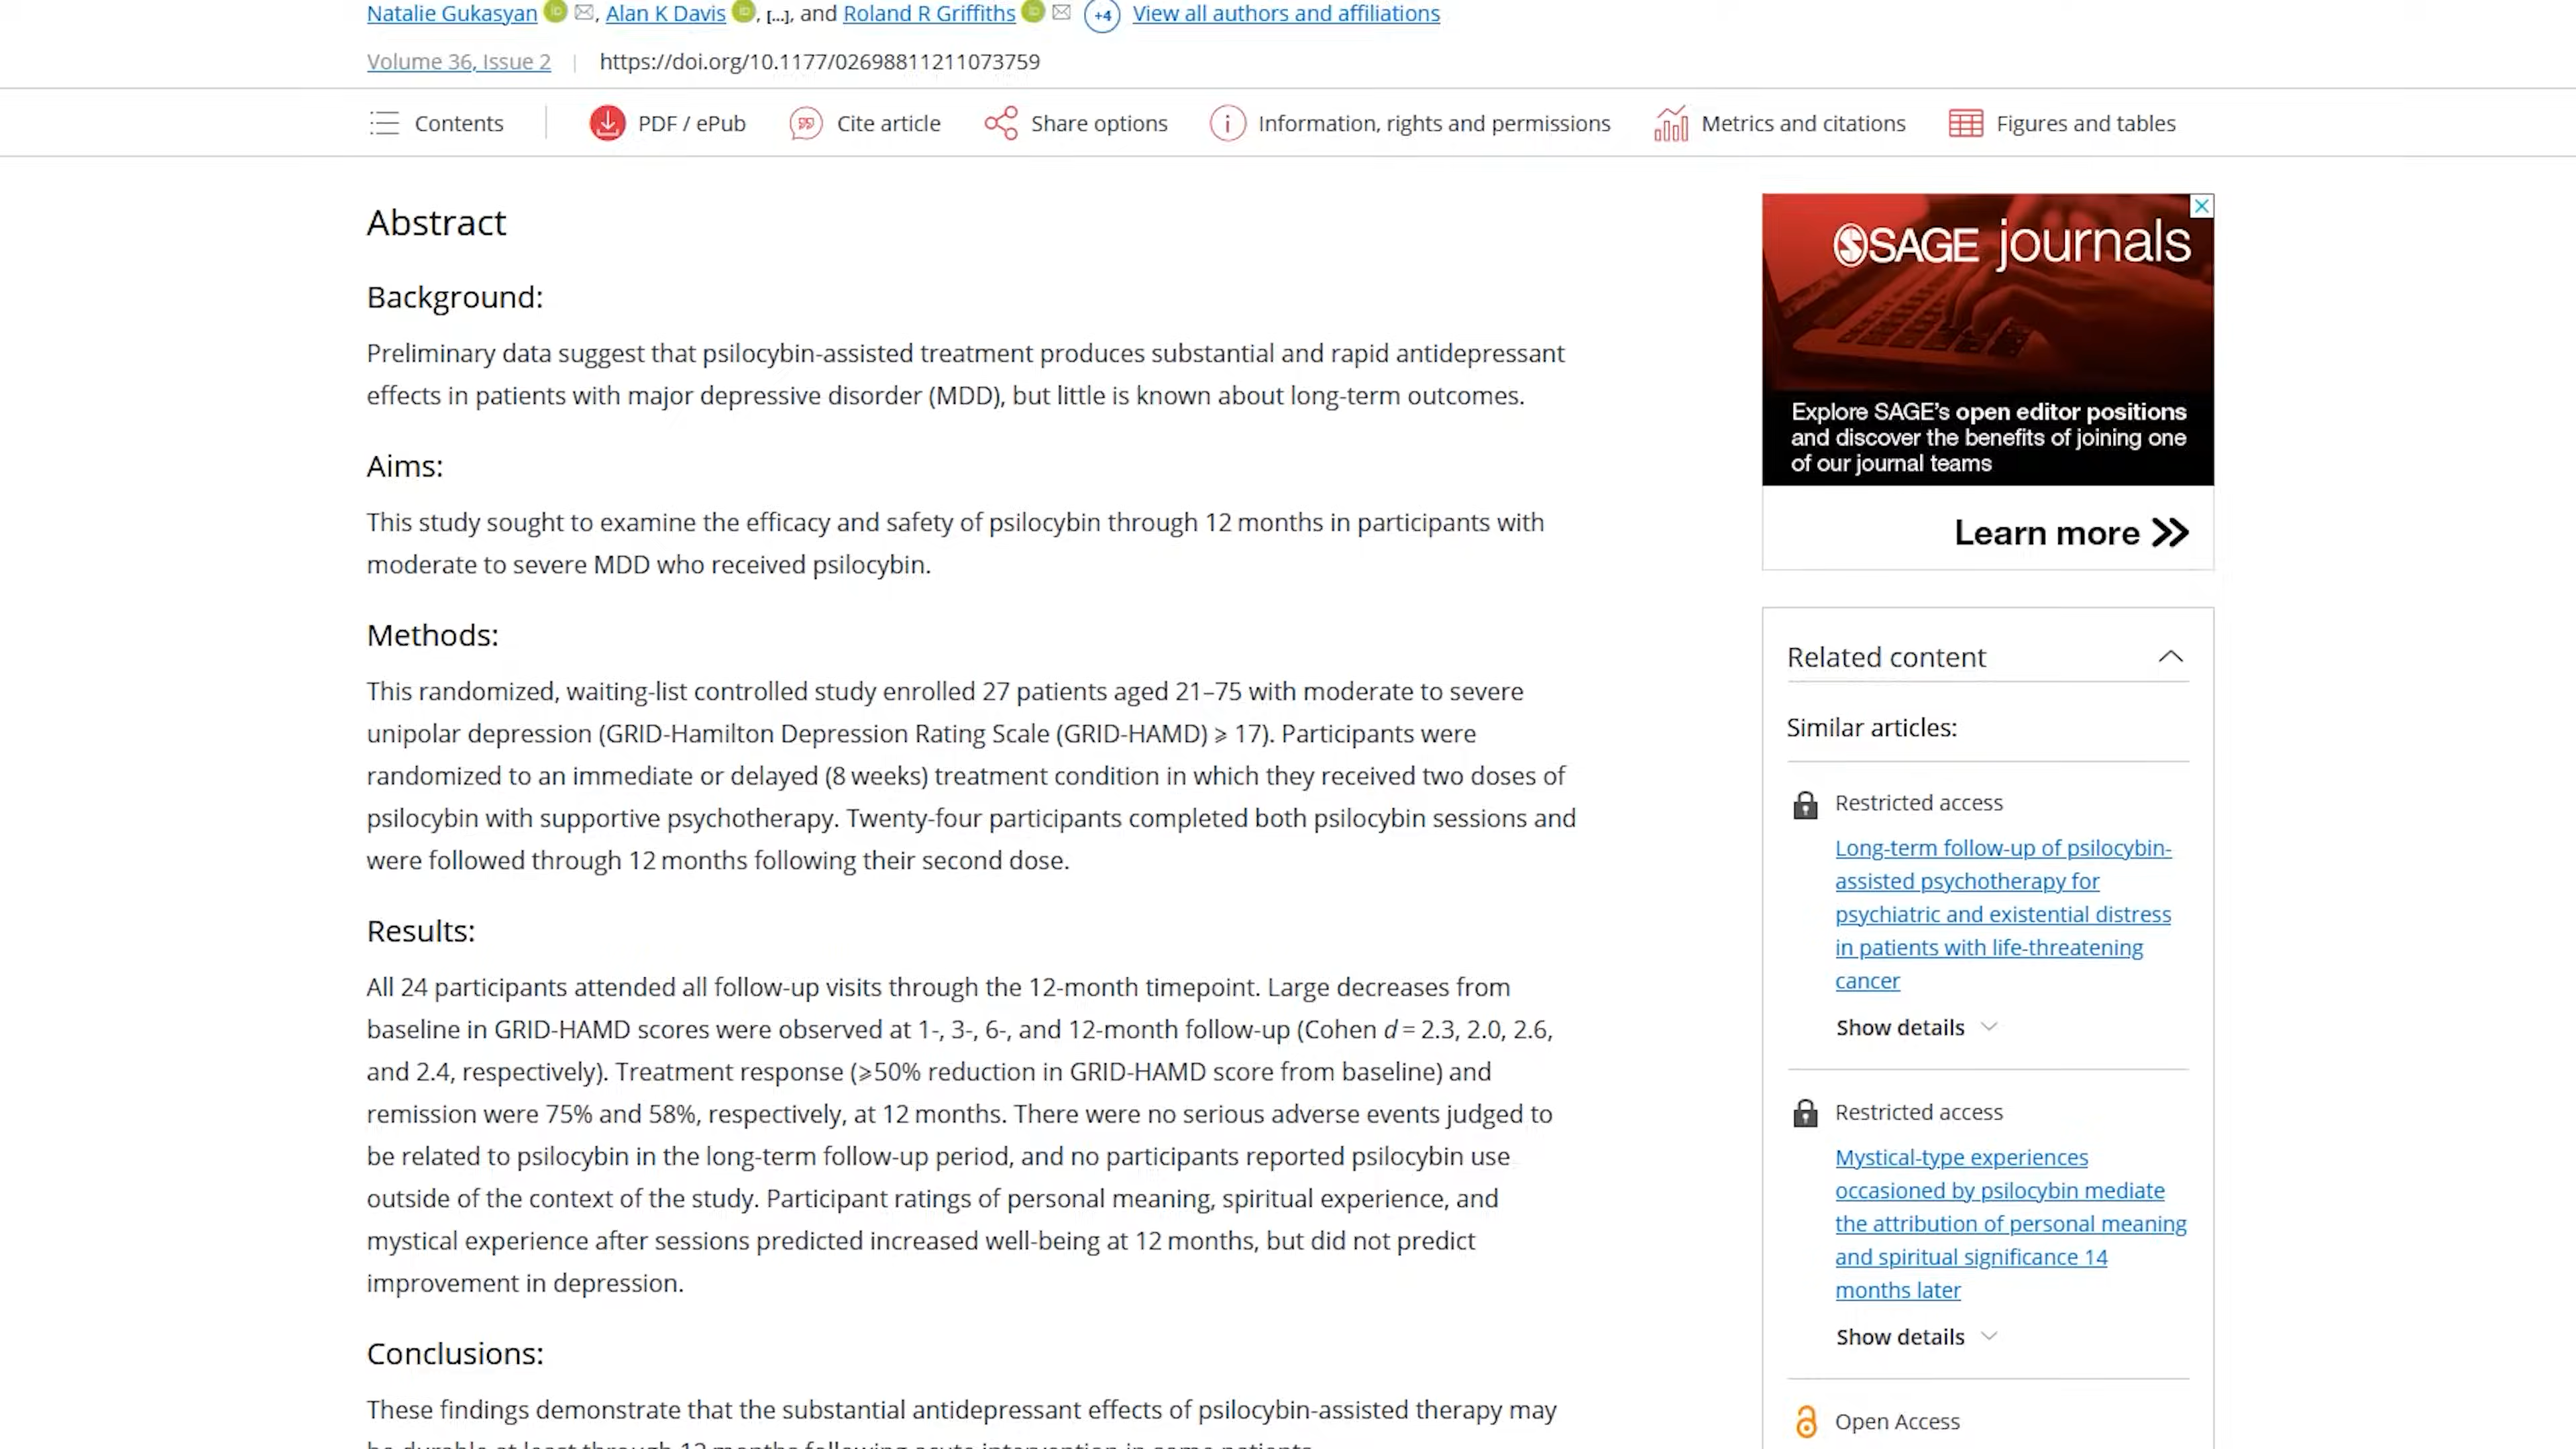 Natalie Gukasyan , Alan K Davis , [...], and Roland R Griffiths +4 View all authors and affiliations
Volume 36, Issue 2 | https://doi.org/10.1177/02698811211073759
Contents PDF / ePub Cite article Share options Information, rights and permissions Metrics and citations Figures and tables
Abstract
Background:
Preliminary data suggest that psilocybin-assisted treatment produces substantial and rapid antidepressant
effects in patients with major depressive disorder (MDD), but little is known about long-term outcomes.
Aims:
This study sought to examine the efficacy and safety of psilocybin through 12 months in participants with
moderate to severe MDD who received psilocybin.
Methods:
This randomized, waiting-list controlled study enrolled 27 patients aged 21–75 with moderate to severe
unipolar depression (GRID-Hamilton Depression Rating Scale (GRID-HAMD) ⩾ 17). Participants were
randomized to an immediate or delayed (8 weeks) treatment condition in which they received two doses of
psilocybin with supportive psychotherapy. Twenty-four participants completed both psilocybin sessions and
were followed through 12 months following their second dose.
Results:
All 24 participants attended all follow-up visits through the 12-month timepoint. Large decreases from
baseline in GRID-HAMD scores were observed at 1-, 3-, 6-, and 12-month follow-up (Cohen d = 2.3, 2.0, 2.6,
and 2.4, respectively). Treatment response (⩾50% reduction in GRID-HAMD score from baseline) and
remission were 75% and 58%, respectively, at 12 months. There were no serious adverse events judged to
be related to psilocybin in the long-term follow-up period, and no participants reported psilocybin use
outside of the context of the study. Participant ratings of personal meaning, spiritual experience, and
mystical experience after sessions predicted increased well-being at 12 months, but did not predict
improvement in depression.
Conclusions:
These findings demonstrate that the substantial antidepressant effects of psilocybin-assisted therapy may
be durable at least through 12 months following acute intervention in some patients.
SAGE journals
Explore SAGE's open editor positions
and discover the benefits of joining one
of our journal teams
Learn more
Related content
Similar articles:
Restricted access
Long-term follow-up of psilocybin-
assisted psychotherapy for
psychiatric and existential distress
in patients with life-threatening
cancer
Show details
Restricted access
Mystical-type experiences
occasioned by psilocybin mediate
the attribution of personal meaning
and spiritual significance 14
months later
Show details
Open Access